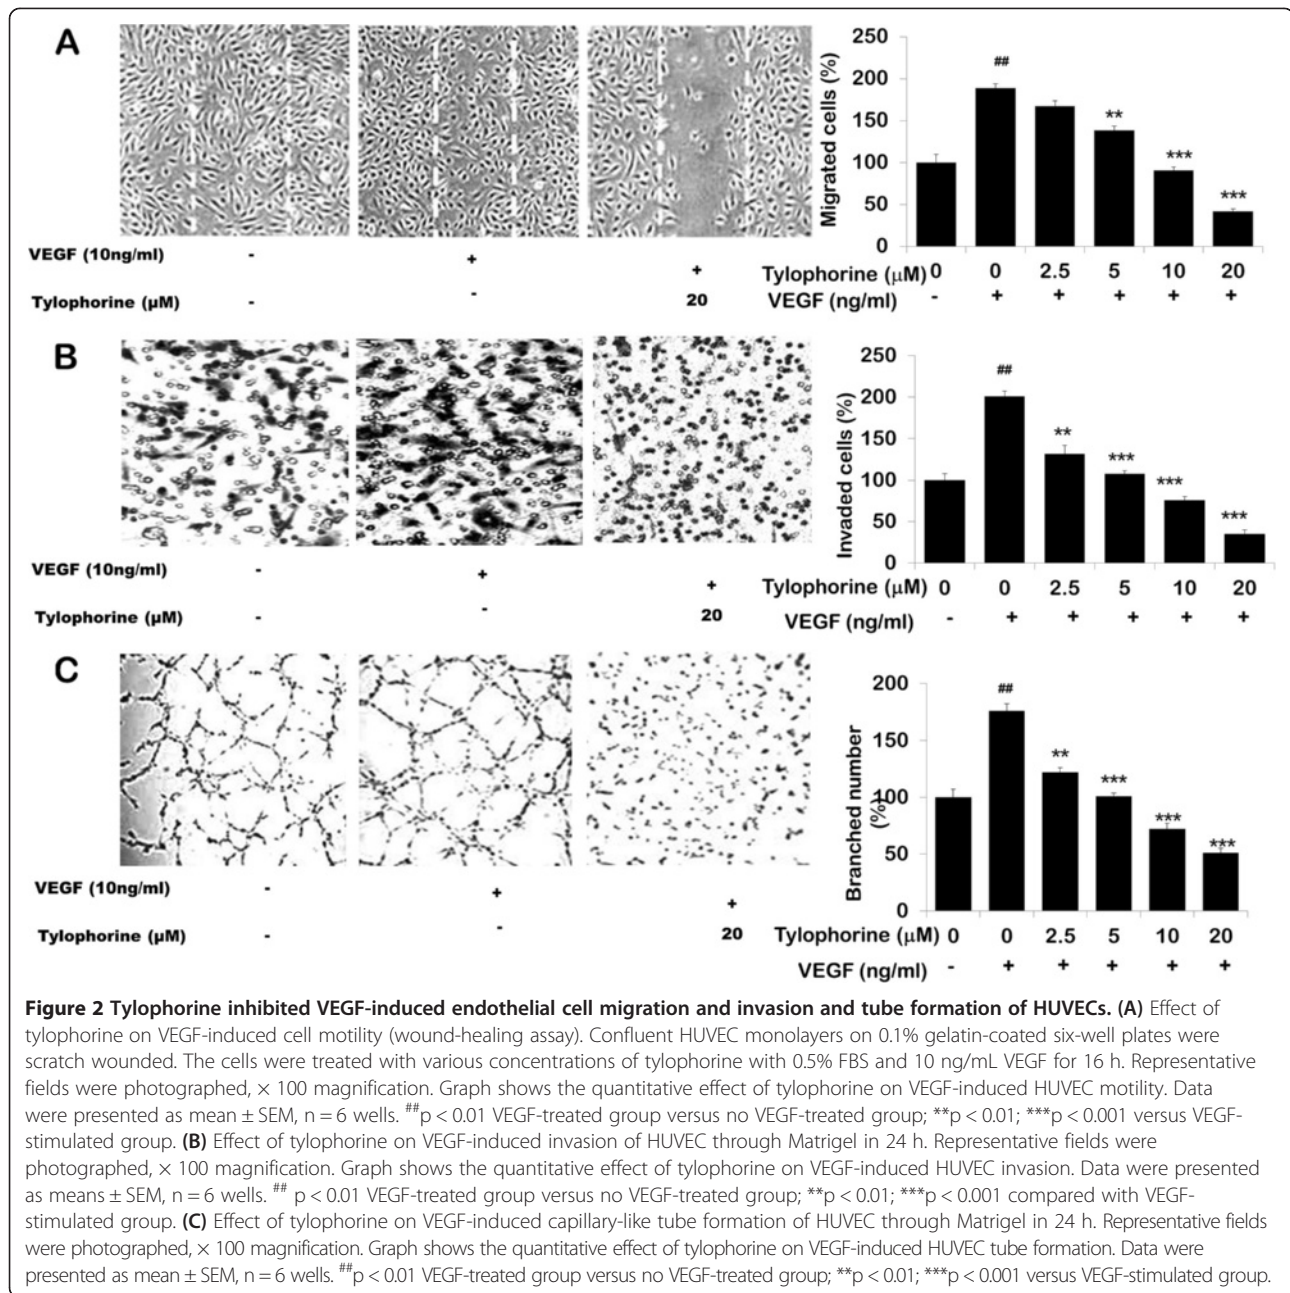 A
250
200
150
100
50
0
Migrated cells (%)
##
**
***
***
VEGF (10ng/ml) - + +
Tylophorine (µM) - - 20
Tylophorine (µM) 0 0 2.5 5 10 20
VEGF (ng/ml) - + + + + +
B
250
200
150
100
50
0
Invaded cells (%)
##
**
***
***
***
VEGF (10ng/ml) - + +
Tylophorine (µM) - - 20
Tylophorine (µM) 0 0 2.5 5 10 20
VEGF (ng/ml) - + + + + +
C
200
150
100
50
0
Branched number
(%)
##
**
***
***
***
VEGF (10ng/ml) - + +
Tylophorine (µM) - - 20
Tylophorine (µM) 0 0 2.5 5 10 20
VEGF (ng/ml) - + + + + +
Figure 2 Tylophorine inhibited VEGF-induced endothelial cell migration and invasion and tube formation of HUVECs. (A) Effect of
tylophorine on VEGF-induced cell motility (wound-healing assay). Confluent HUVEC monolayers on 0.1% gelatin-coated six-well plates were
scratch wounded. The cells were treated with various concentrations of tylophorine with 0.5% FBS and 10 ng/mL VEGF for 16 h. Representative
fields were photographed, × 100 magnification. Graph shows the quantitative effect of tylophorine on VEGF-induced HUVEC motility. Data
were presented as mean ± SEM, n = 6 wells. ##p < 0.01 VEGF-treated group versus no VEGF-treated group; **p < 0.01; ***p < 0.001 versus VEGF-
stimulated group. (B) Effect of tylophorine on VEGF-induced invasion of HUVEC through Matrigel in 24 h. Representative fields were
photographed, × 100 magnification. Graph shows the quantitative effect of tylophorine on VEGF-induced HUVEC invasion. Data were presented
as means ± SEM, n = 6 wells. ## p < 0.01 VEGF-treated group versus no VEGF-treated group; **p < 0.01; ***p < 0.001 compared with VEGF-
stimulated group. (C) Effect of tylophorine on VEGF-induced capillary-like tube formation of HUVEC through Matrigel in 24 h. Representative fields
were photographed, × 100 magnification. Graph shows the quantitative effect of tylophorine on VEGF-induced HUVEC tube formation. Data were
presented as mean ± SEM, n = 6 wells. ##p < 0.01 VEGF-treated group versus no VEGF-treated group; **p < 0.01; ***p < 0.001 versus VEGF-stimulated group.